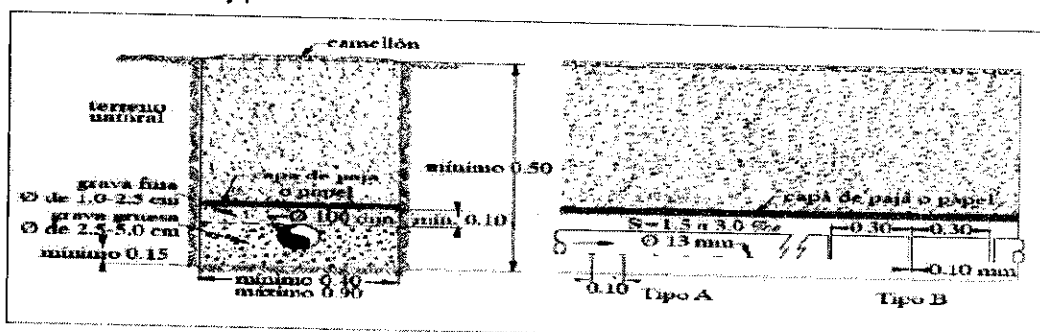 camellón
terreno
natural
mínimo 0.50
capa de paja
o papel
grava fina
Ø de 1.0-2.5 cm
grava gruesa
Ø de 2.5-5.0 cm
Ø 100
mín. 0.10
mínimo 0.15
mínimo 0.40
máximo 0.90
capa de paja o papel
S=1.5 a 3.0 ‰
0.30
0.30
Ø 13 mm
0.10 mm
0.10
Tipo A
Tipo B